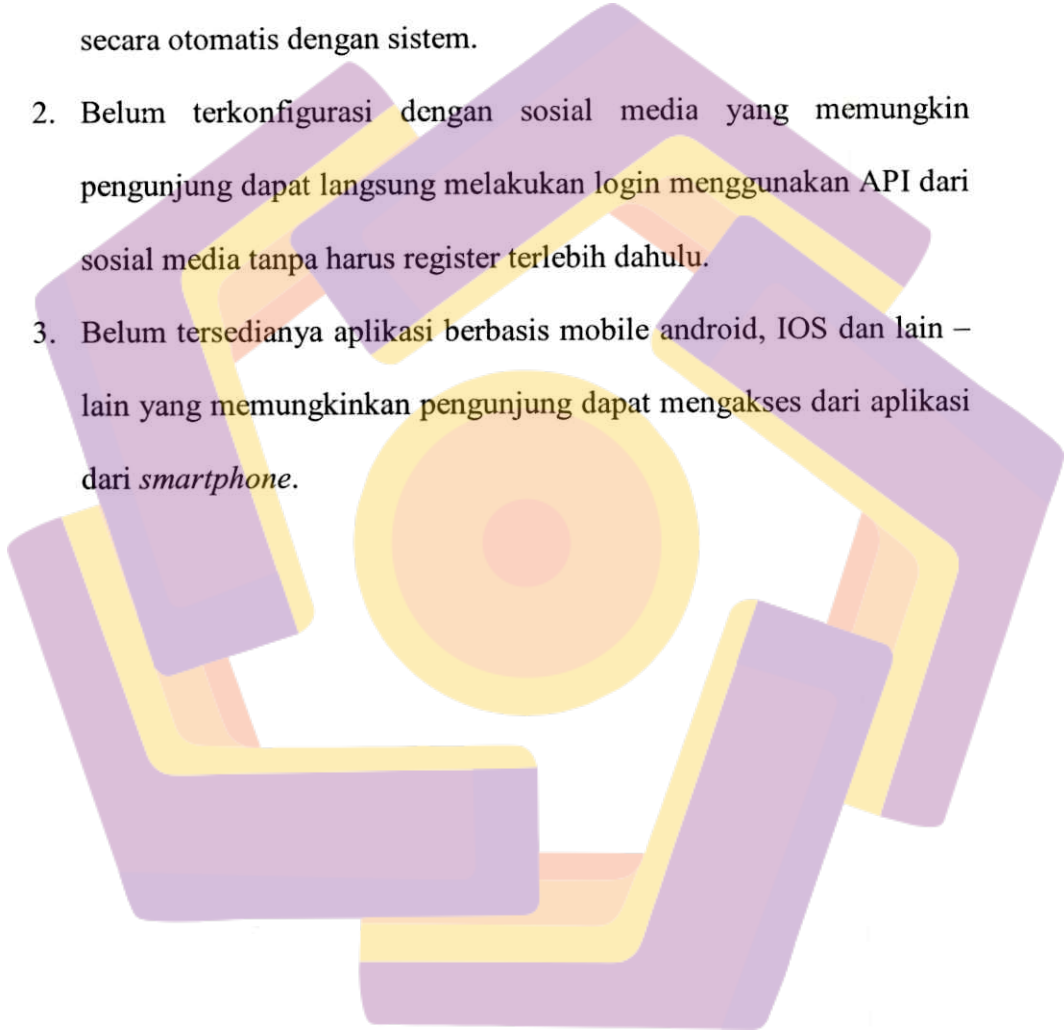 secara otomatis dengan sistem.
2. Belum terkonfigurasi dengan sosial media yang memungkin
pengunjung dapat langsung melakukan login menggunakan API dari
sosial media tanpa harus register terlebih dahulu.
3. Belum tersedianya aplikasi berbasis mobile android, IOS dan lain –
lain yang memungkinkan pengunjung dapat mengakses dari aplikasi
dari smartphone.